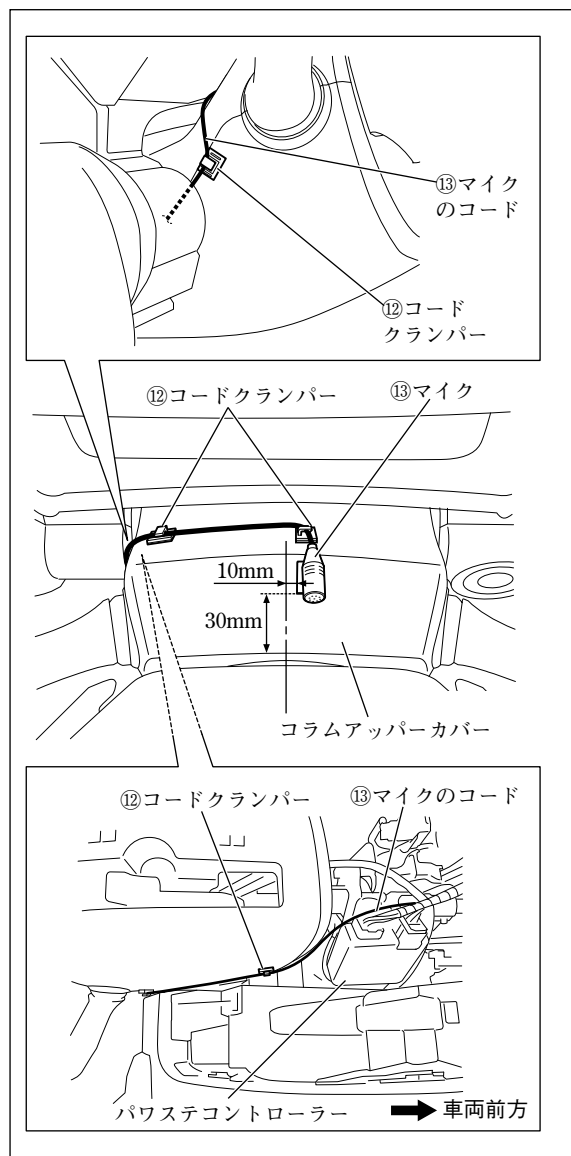 ⑬マイク
のコード
⑫コード
クランパー
⑫コードクランパー
⑬マイク
10mm
30mm
コラムアッパーカバー
⑫コードクランパー
⑬マイクのコード
パワステコントローラー
車両前方